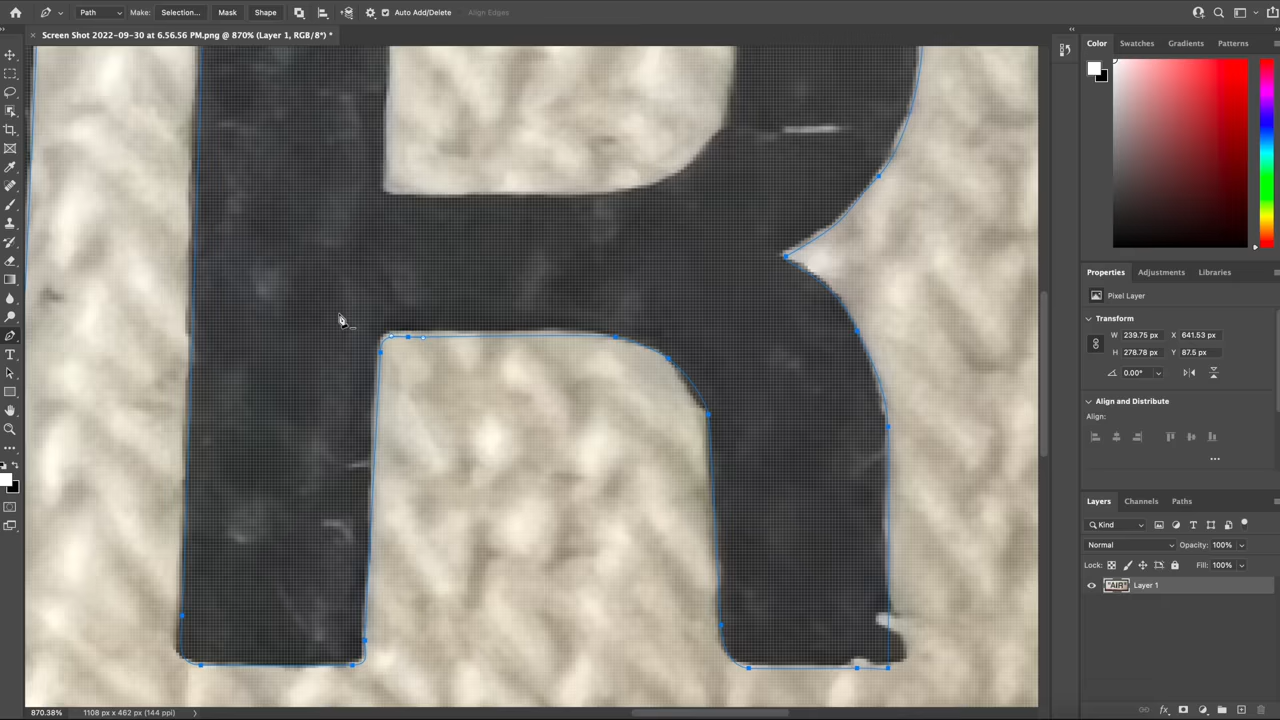 Path Make: Selection... Mask Shape Auto Add/Delete Align Edges
× Screen Shot 2022-09-30 at 6.56.56 PM.png @ 870% (Layer 1, RGB/8*) *
Color Swatches Gradients Patterns
Properties Adjustments Libraries
Pixel Layer
Transform
W 239.75 px X 641.53 px
H 278.78 px Y 87.5 px
0.00°
Align and Distribute
Align:
...
Layers Channels Paths
Kind
Normal Opacity: 100%
Lock: Fill: 100%
"AIR" Layer 1
fx
870.38% 1108 px x 462 px (144 ppi)
R